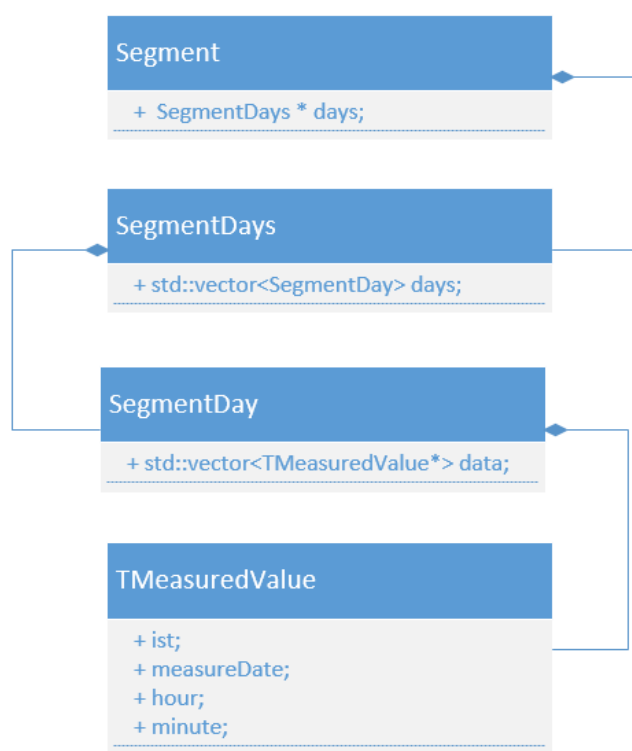 Segment
+ SegmentDays * days;
SegmentDays
+ std::vector<SegmentDay> days;
SegmentDay
+ std::vector<TMeasuredValue*> data;
TMeasuredValue
+ ist;
+ measureDate;
+ hour;
+ minute;